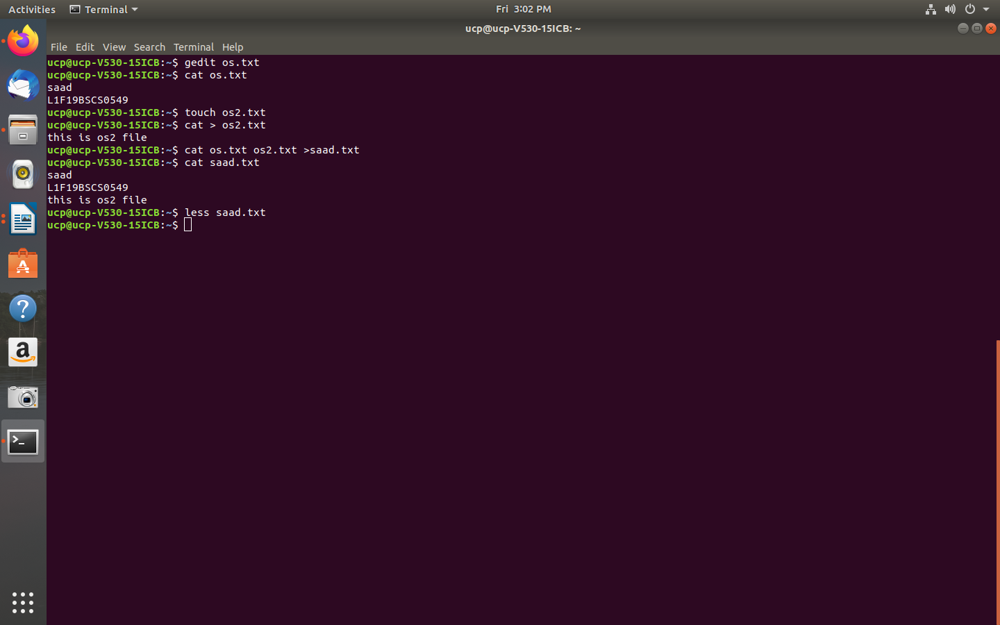 Activities Terminal Fri 3:02 PM
ucp@ucp-V530-15ICB: ~
File Edit View Search Terminal Help
ucp@ucp-V530-15ICB:~$ gedit os.txt
ucp@ucp-V530-15ICB:~$ cat os.txt
saad
L1F19BSCS0549
ucp@ucp-V530-15ICB:~$ touch os2.txt
ucp@ucp-V530-15ICB:~$ cat > os2.txt
this is os2 file
ucp@ucp-V530-15ICB:~$ cat os.txt os2.txt >saad.txt
ucp@ucp-V530-15ICB:~$ cat saad.txt
saad
L1F19BSCS0549
this is os2 file
ucp@ucp-V530-15ICB:~$ less saad.txt
ucp@ucp-V530-15ICB:~$